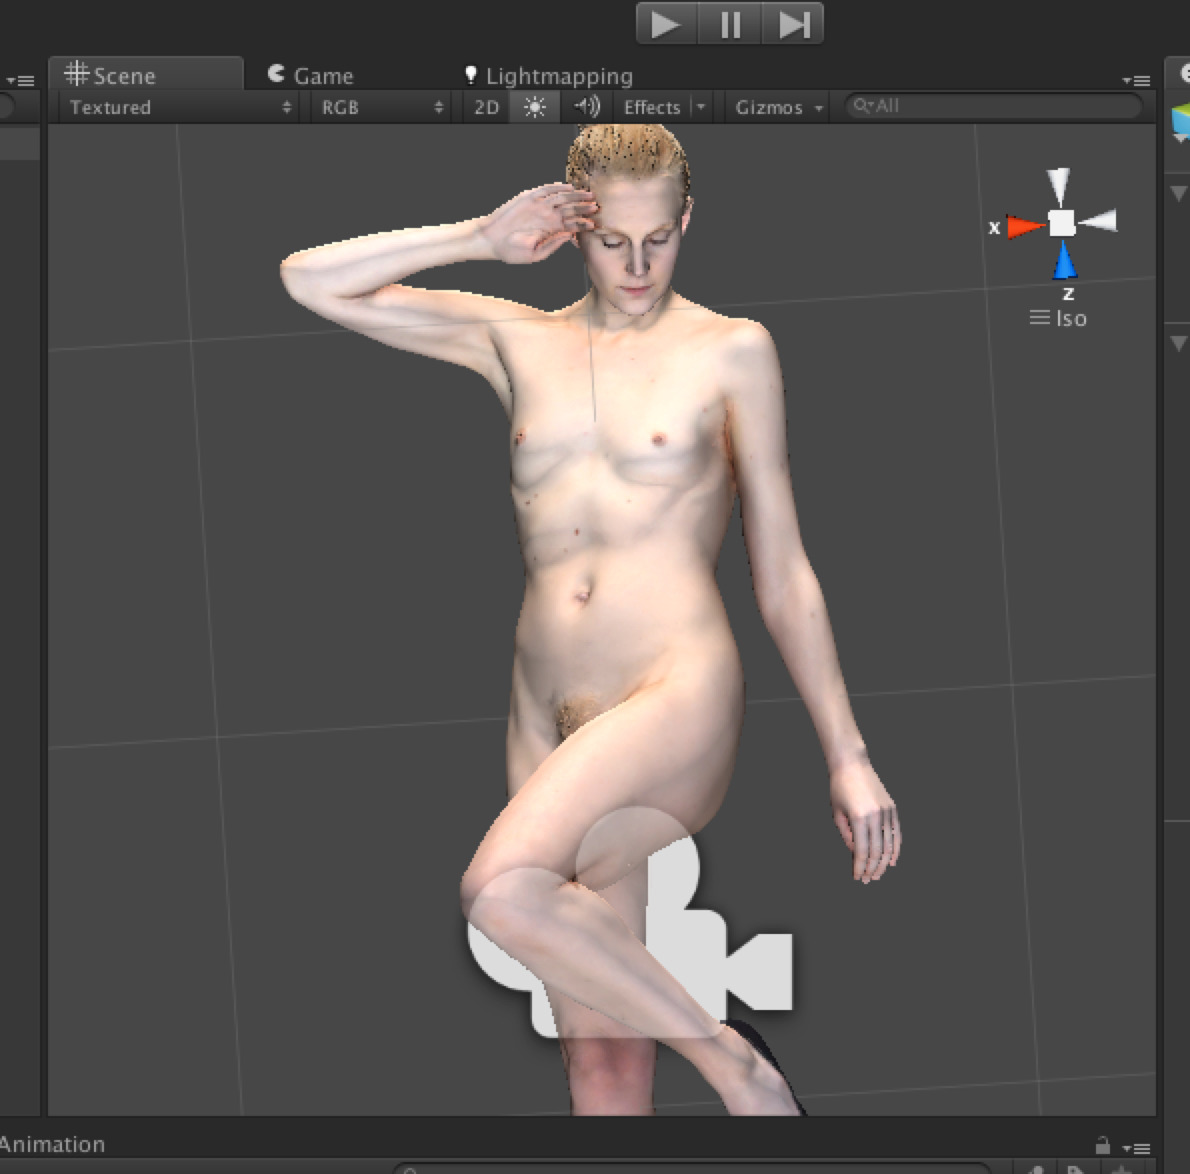 Scene Game Lightmapping
Textured RGB 2D Effects Gizmos All
x
z
Iso
Animation